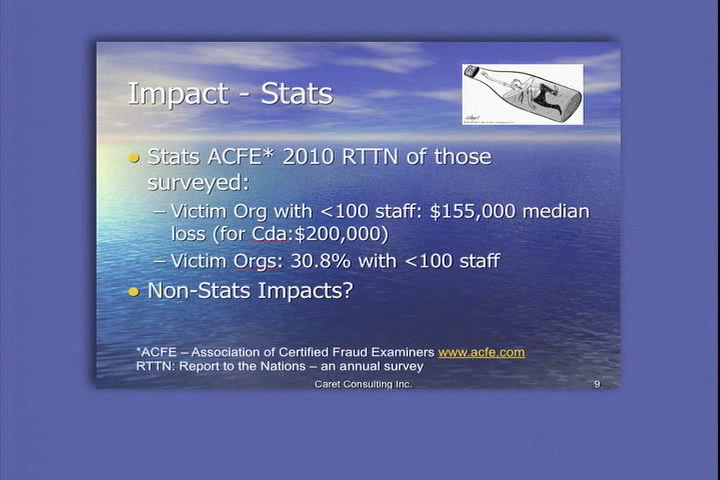 Impact - Stats
Stats ACFE* 2010 RTTN of those
surveyed:
– Victim Org with <100 staff: $155,000 median
loss (for Cda:$200,000)
– Victim Orgs: 30.8% with <100 staff
Non-Stats Impacts?
*ACFE – Association of Certified Fraud Examiners www.acfe.com
RTTN: Report to the Nations – an annual survey
Caret Consulting Inc.
9